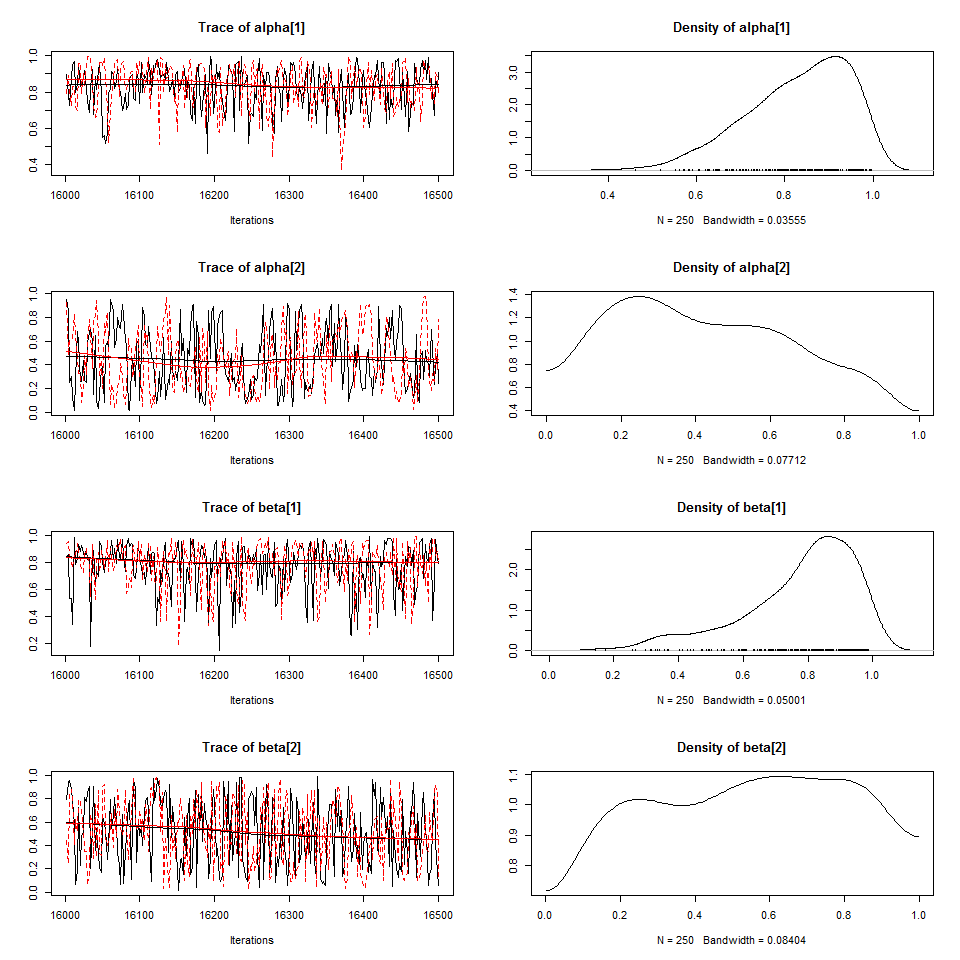 Trace of alpha[1]
0.4 0.6 0.8 1.0
16000 16100 16200 16300 16400 16500
Iterations
Density of alpha[1]
0.0 1.0 2.0 3.0
0.4 0.6 0.8 1.0
N = 250 Bandwidth = 0.03555
Trace of alpha[2]
0.0 0.2 0.4 0.6 0.8 1.0
16000 16100 16200 16300 16400 16500
Iterations
Density of alpha[2]
0.4 0.6 0.8 1.0 1.2 1.4
0.0 0.2 0.4 0.6 0.8 1.0
N = 250 Bandwidth = 0.07712
Trace of beta[1]
0.2 0.4 0.6 0.8 1.0
16000 16100 16200 16300 16400 16500
Iterations
Density of beta[1]
0.0 1.0 2.0
0.0 0.2 0.4 0.6 0.8 1.0
N = 250 Bandwidth = 0.05001
Trace of beta[2]
0.0 0.2 0.4 0.6 0.8 1.0
16000 16100 16200 16300 16400 16500
Iterations
Density of beta[2]
0.8 0.9 1.0 1.1
0.0 0.2 0.4 0.6 0.8 1.0
N = 250 Bandwidth = 0.08404